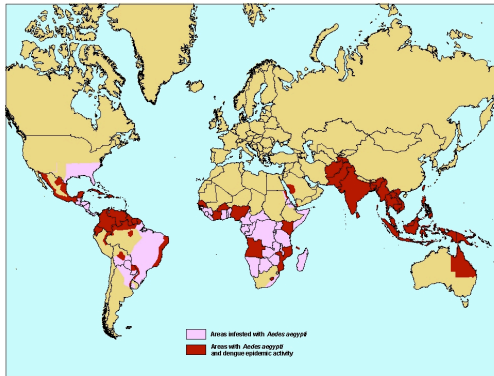 Areas infested with Aedes aegypti
Areas with Aedes aegypti
and dengue epidemic activity